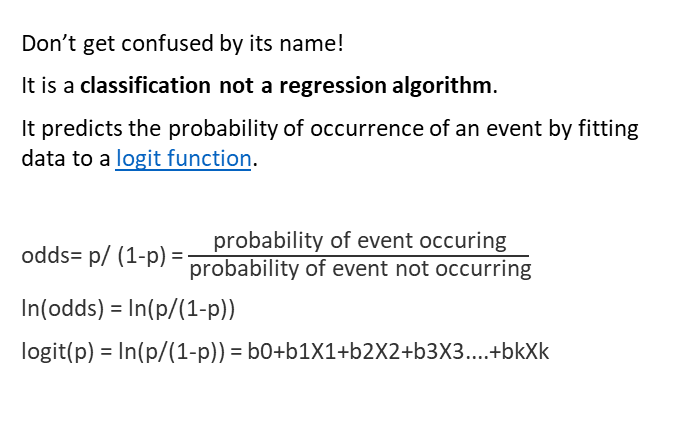 Don't get confused by its name!
It is a classification not a regression algorithm.
It predicts the probability of occurrence of an event by fitting
data to a logit function.
odds= p/ (1-p) = probability of event occuring
probability of event not occurring
ln(odds) = ln(p/(1-p))
logit(p) = ln(p/(1-p)) = b0+b1X1+b2X2+b3X3....+bkXk